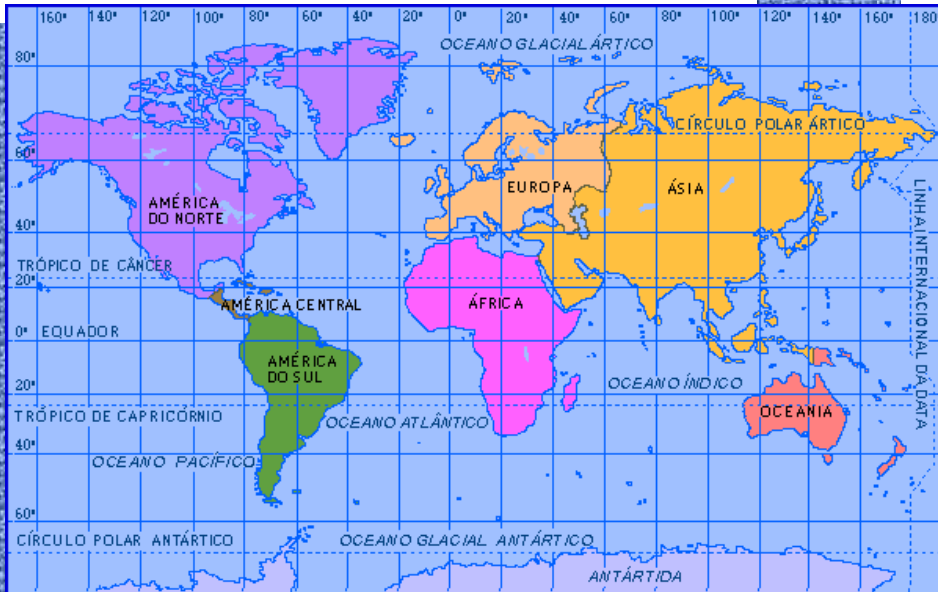 160° 140° 120° 100° 80° 60° 40° 20° 0° 20° 40° 60° 80° 100° 120° 140° 160° 180
OCEANO GLACIAL ÁRTICO
80°
CÍRCULO POLAR ÁRTICO
60°
EUROPA
ÁSIA
AMÉRICA
DO NORTE
40°
TRÓPICO DE CÂNCER
20°
AMÉRICA CENTRAL
ÁFRICA
0° EQUADOR
AMÉRICA
DO SUL
OCEANO ÍNDICO
20°
TRÓPICO DE CAPRICÓRNIO
OCEANO ATLÂNTICO
OCEANIA
LINHA INTERNACIONAL DA DATA
40°
OCEANO PACÍFICO
60°
CÍRCULO POLAR ANTÁRTICO
OCEANO GLACIAL ANTÁRTICO
ANTÁRTIDA